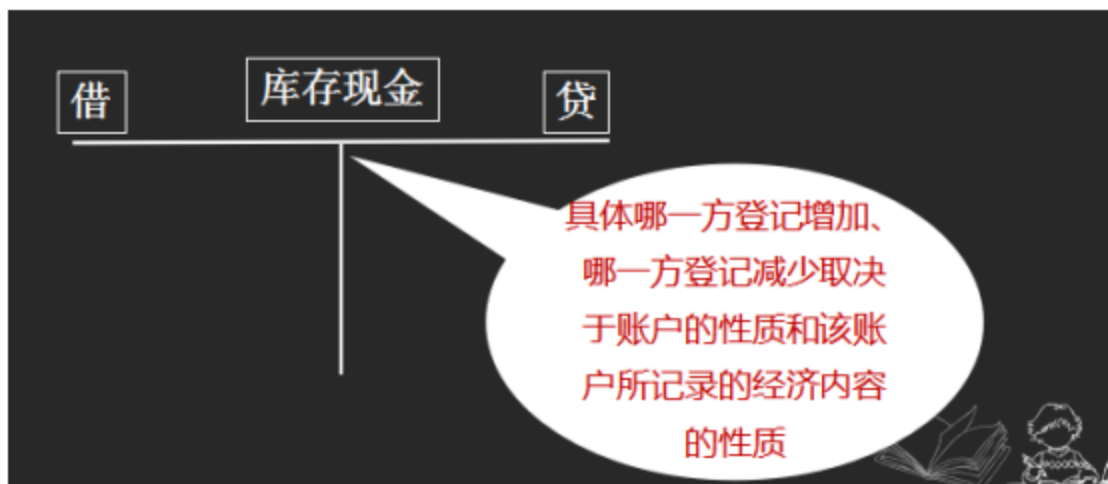 借
库存现金
贷
具体哪一方登记增加、
哪一方登记减少取决
于账户的性质和该账
户所记录的经济内容
的性质